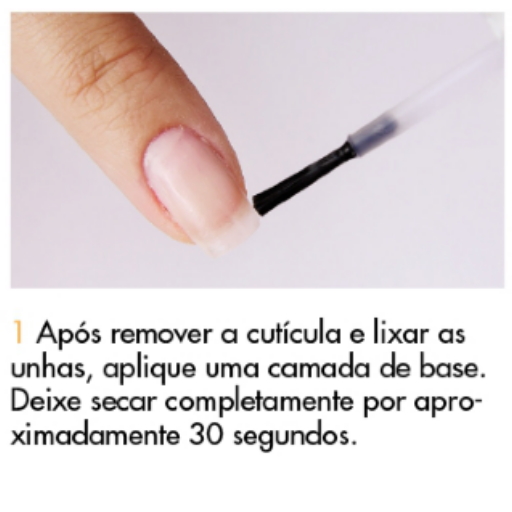 1 Após remover a cutícula e lixar as
unhas, aplique uma camada de base.
Deixe secar completamente por apro-
ximadamente 30 segundos.